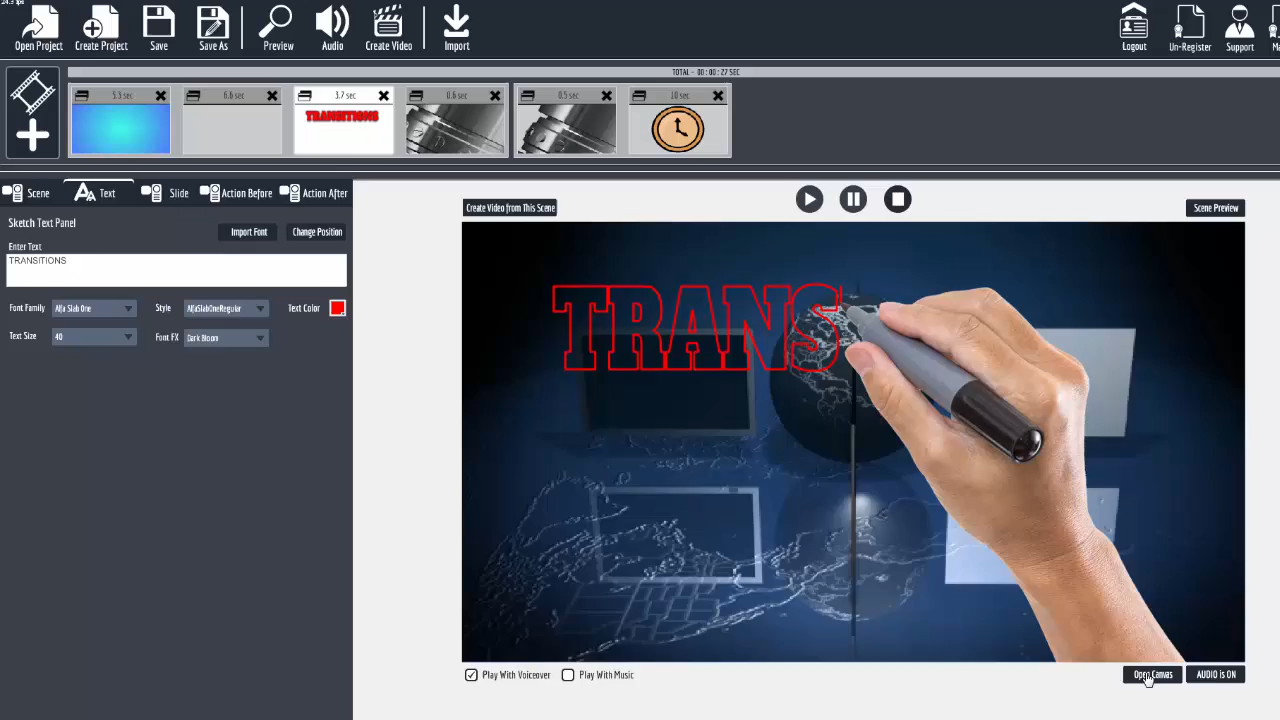 24.3 fps
Open Project Create Project Save Save As Preview Audio Create Video Import Logout Un-Register Support
TOTAL - 00 : 00 : 27 SEC
5.5 sec 6.6 sec 3.7 sec 0.6 sec 0.5 sec 10 sec
TRANSITIONS
Scene Text Slide Action Before Action After
Create Video from This Scene Scene Preview
Sketch Text Panel
Import Font Change Position
Enter Text
TRANSITIONS
Font Family Alfa Slab One Style AlfaSlabOneRegular Text Color
Text Size 40 Font FX Dark Bloom
TRANS
Play With Voiceover Play With Music Open Canvas AUDIO is ON